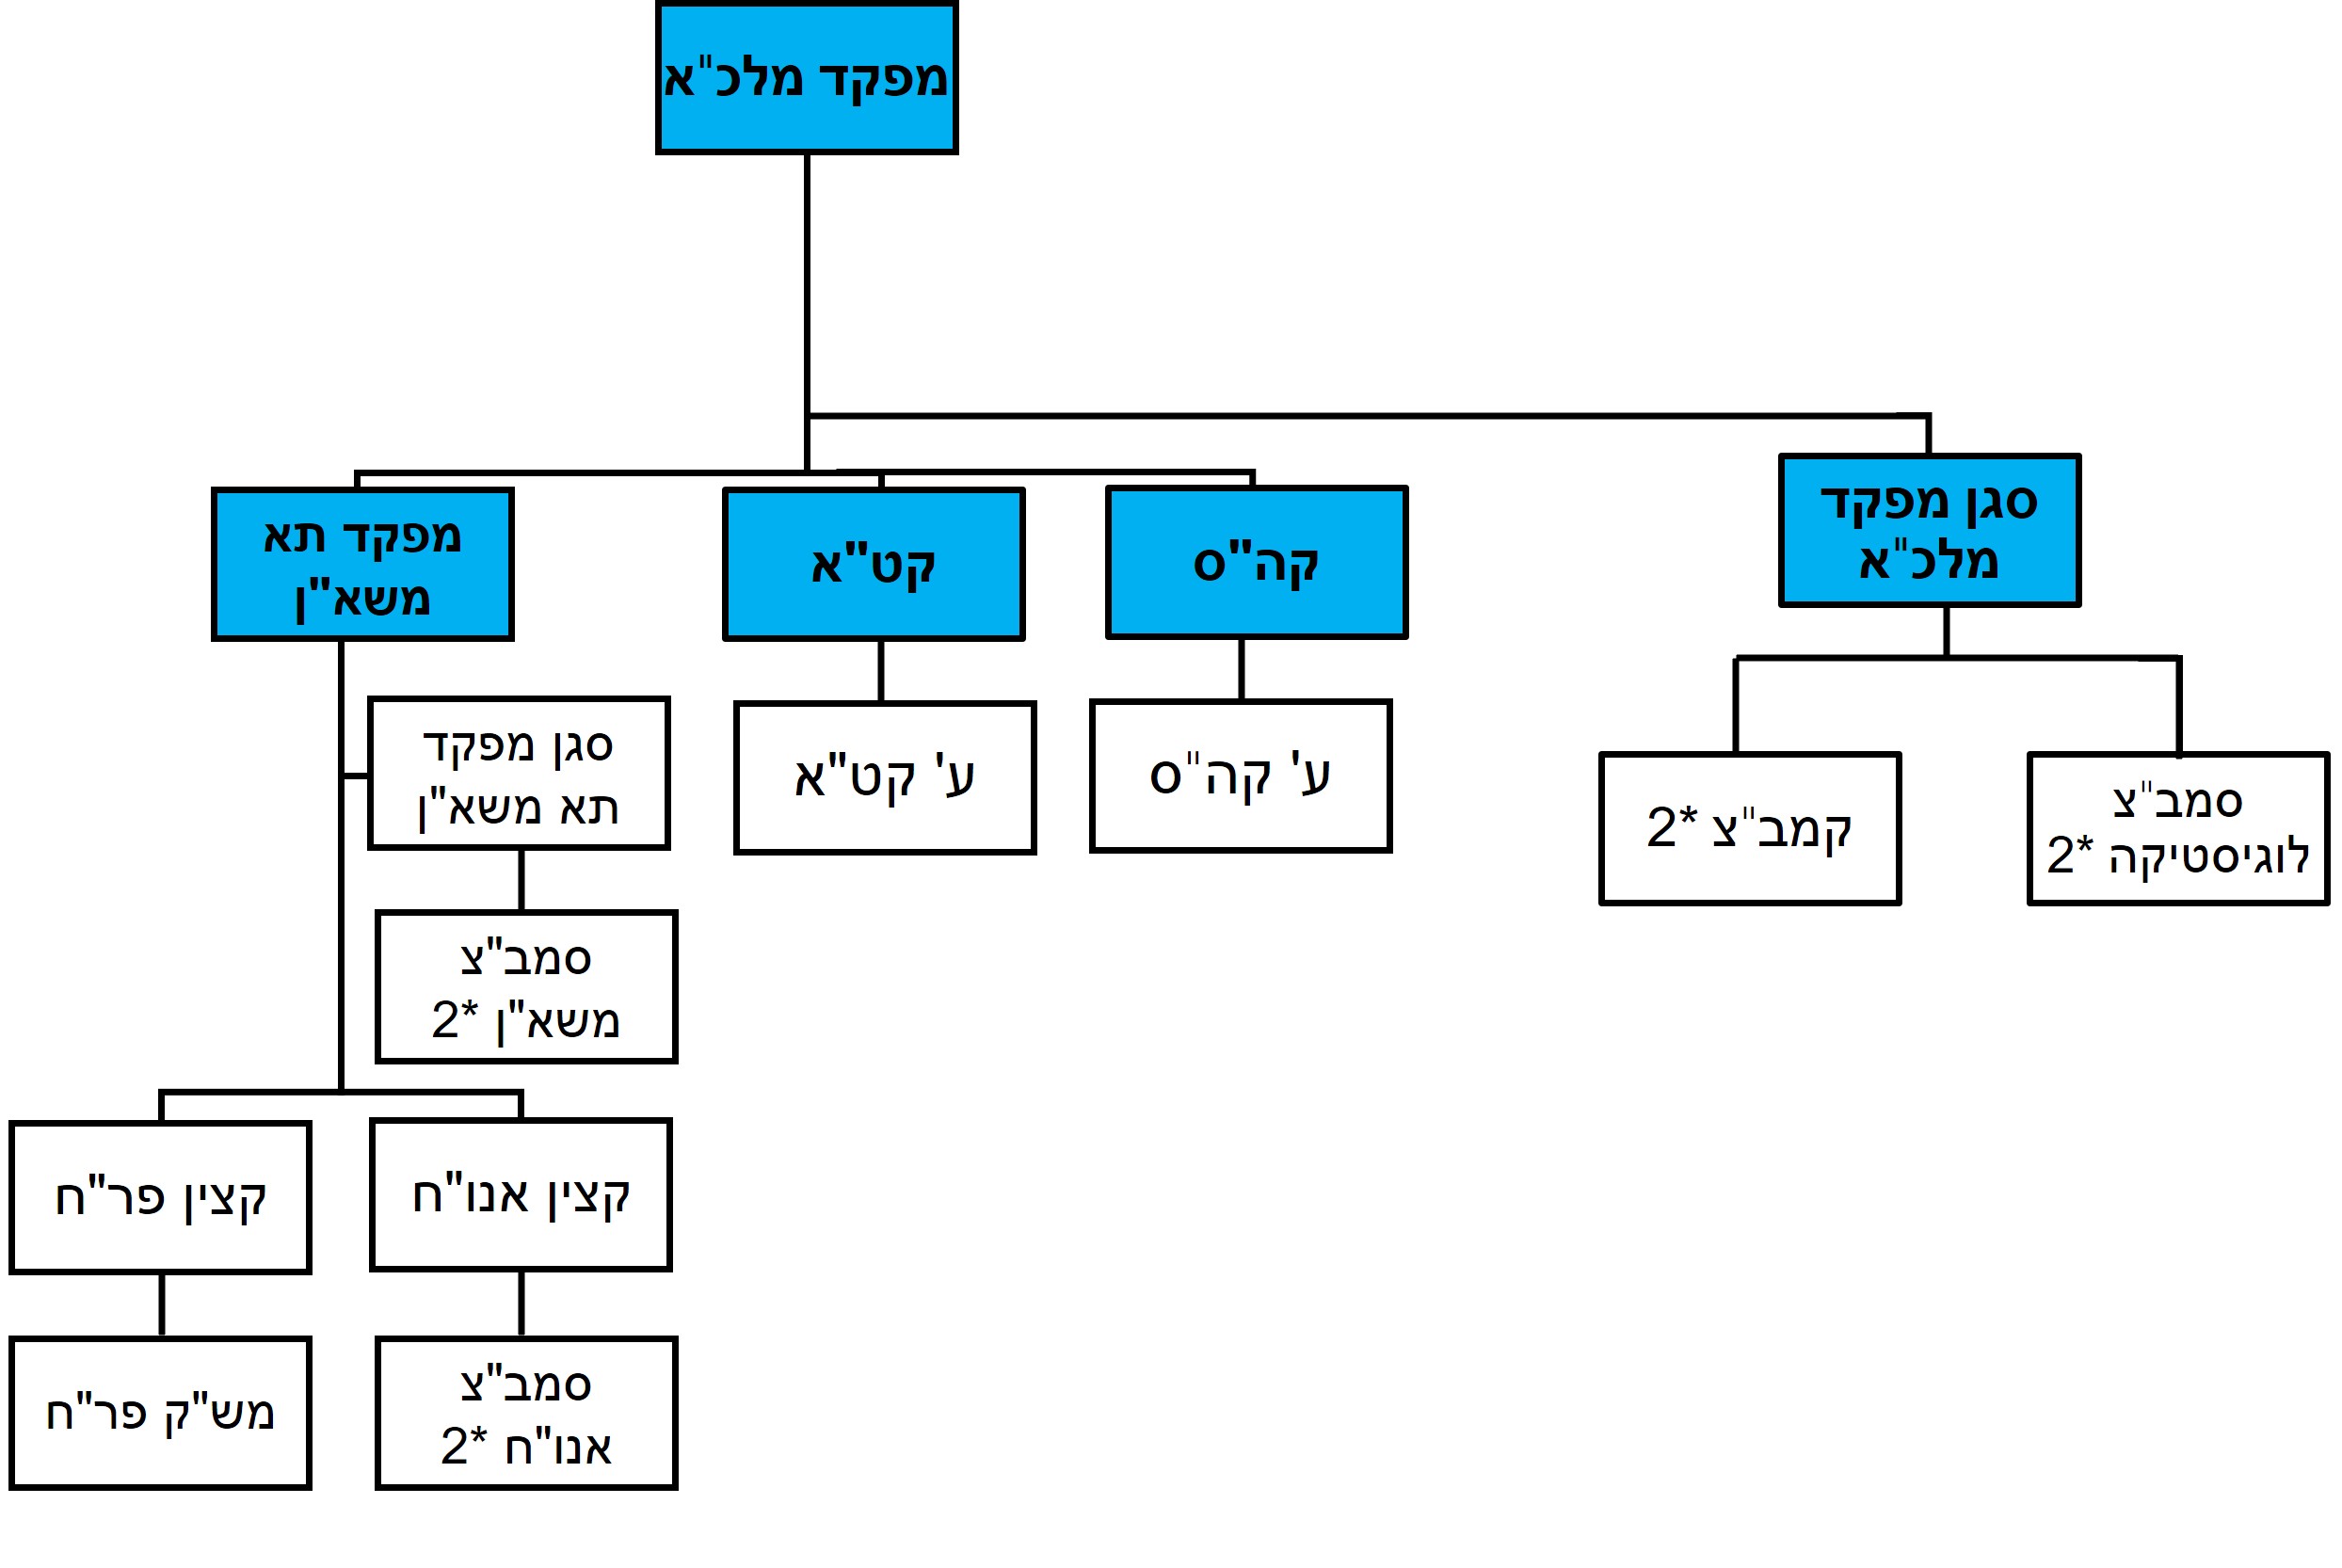 מפקד מלכ"א
סגן מפקד
מלכ"א
קה"ס
קט"א
מפקד תא
משא"ן
סמב"צ
לוגיסטיקה *2
קמב"צ *2
ע' קה"ס
ע' קט"א
סגן מפקד
תא משא"ן
סמב"צ
משא"ן *2
קצין אנו"ח
קצין פר"ח
סמב"צ
אנו"ח *2
מש"ק פר"ח